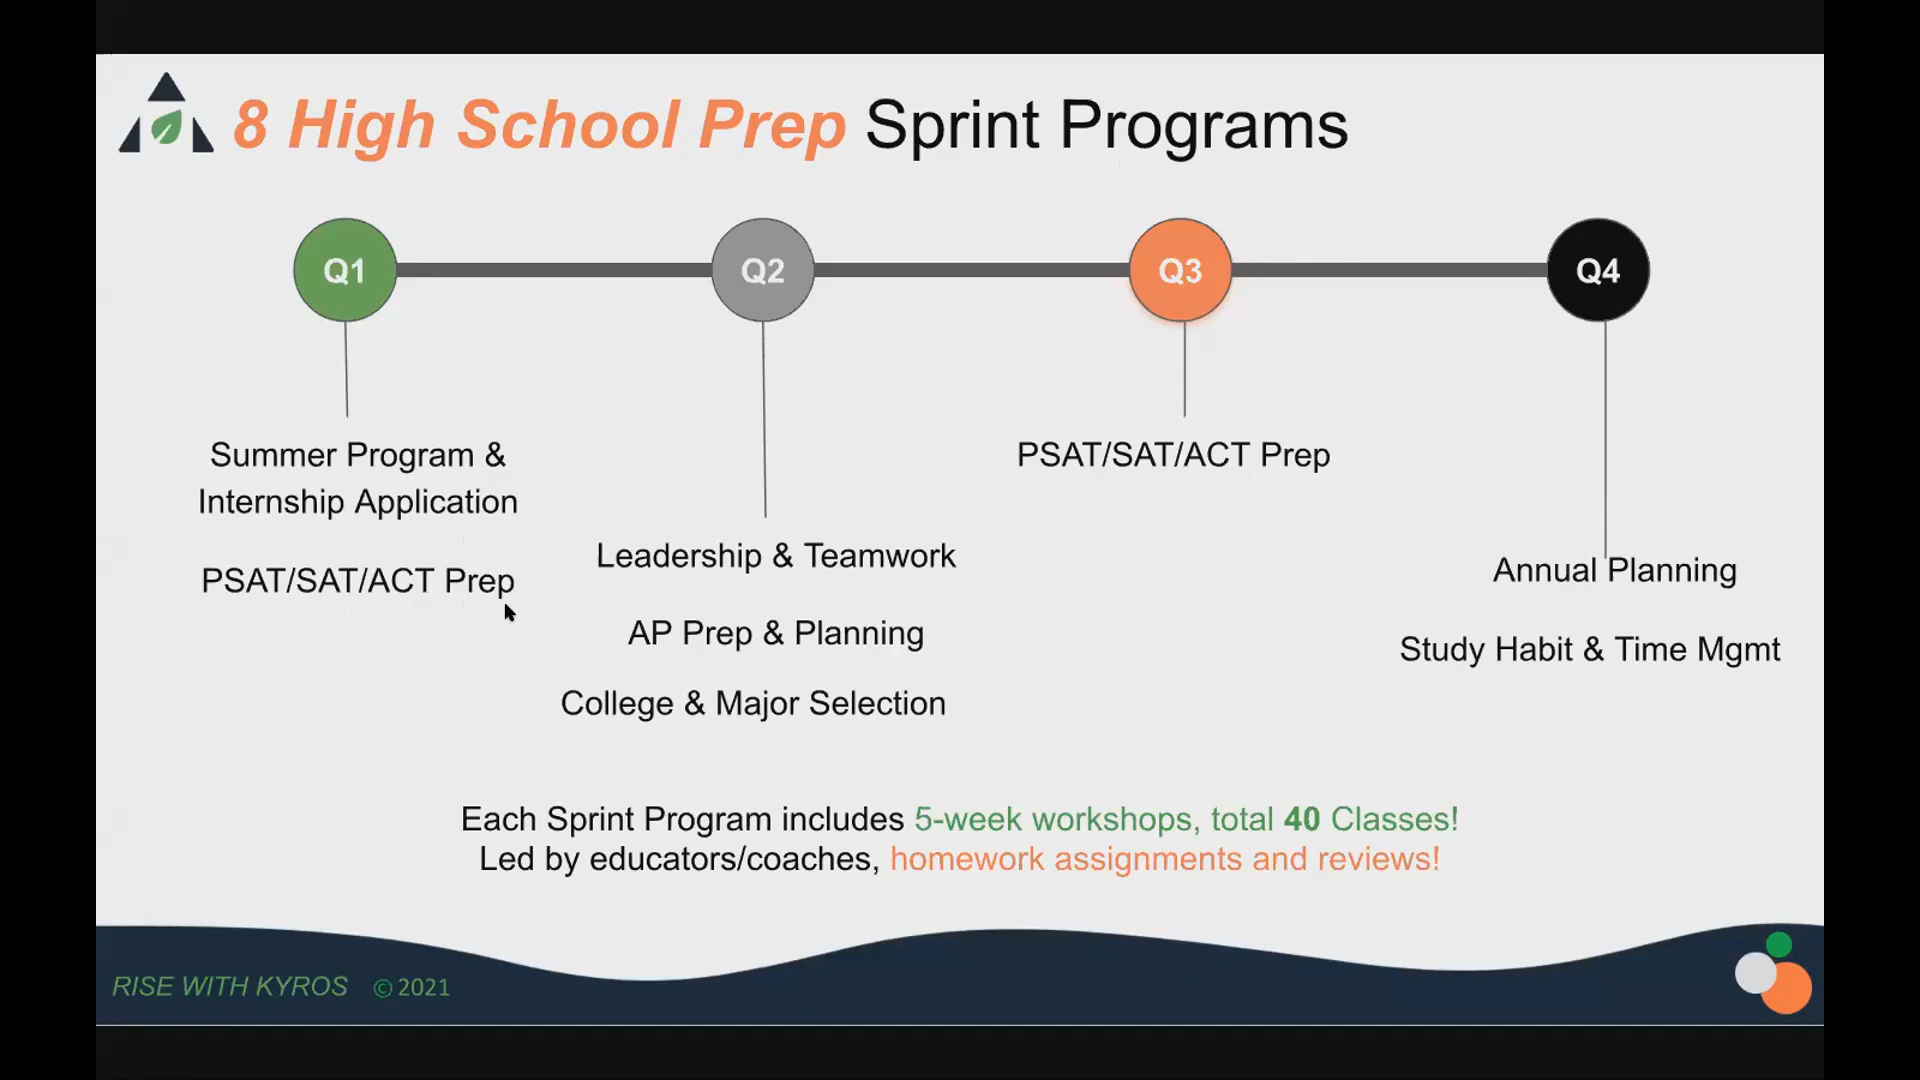 8 High School Prep Sprint Programs
Q1
Q2
Q3
Q4
Summer Program &
Internship Application
PSAT/SAT/ACT Prep
Leadership & Teamwork
AP Prep & Planning
College & Major Selection
PSAT/SAT/ACT Prep
Annual Planning
Study Habit & Time Mgmt
Each Sprint Program includes 5-week workshops, total 40 Classes!
Led by educators/coaches, homework assignments and reviews!
RISE WITH KYROS © 2021